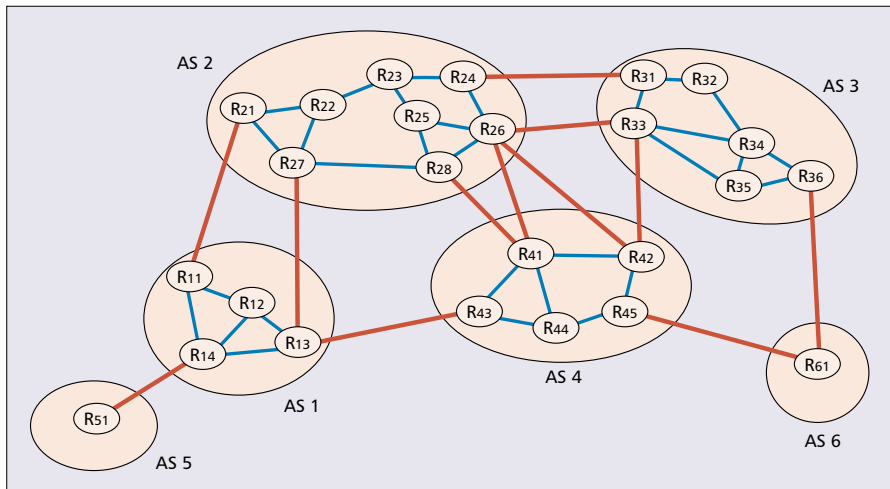 AS 2
R23
R24
R31
R32
AS 3
R21
R22
R25
R26
R33
R34
R27
R28
R35
R36
R41
R42
R11
R12
R43
R44
R45
R13
R14
R61
AS 4
AS 1
R51
AS 6
AS 5